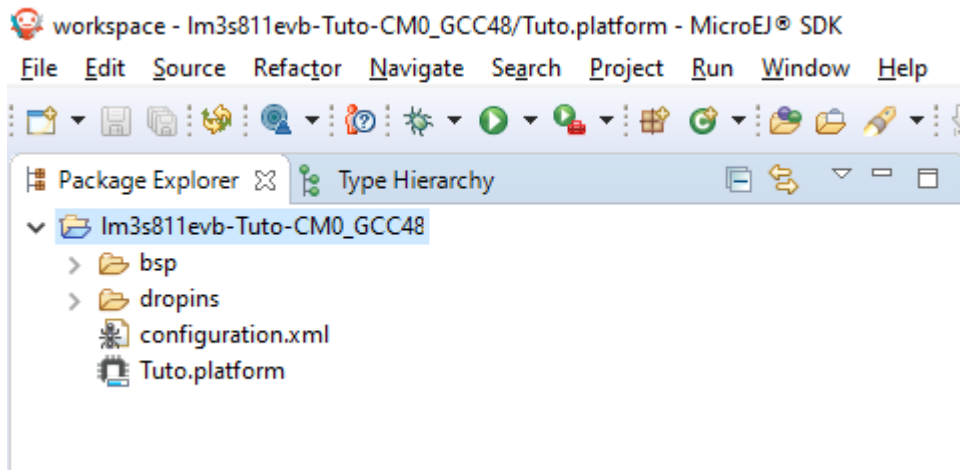 workspace - lm3s811evb-Tuto-CM0_GCC48/Tuto.platform - MicroEJ® SDK
File Edit Source Refactor Navigate Search Project Run Window Help
Package Explorer Type Hierarchy
lm3s811evb-Tuto-CM0_GCC48
bsp
dropins
configuration.xml
Tuto.platform